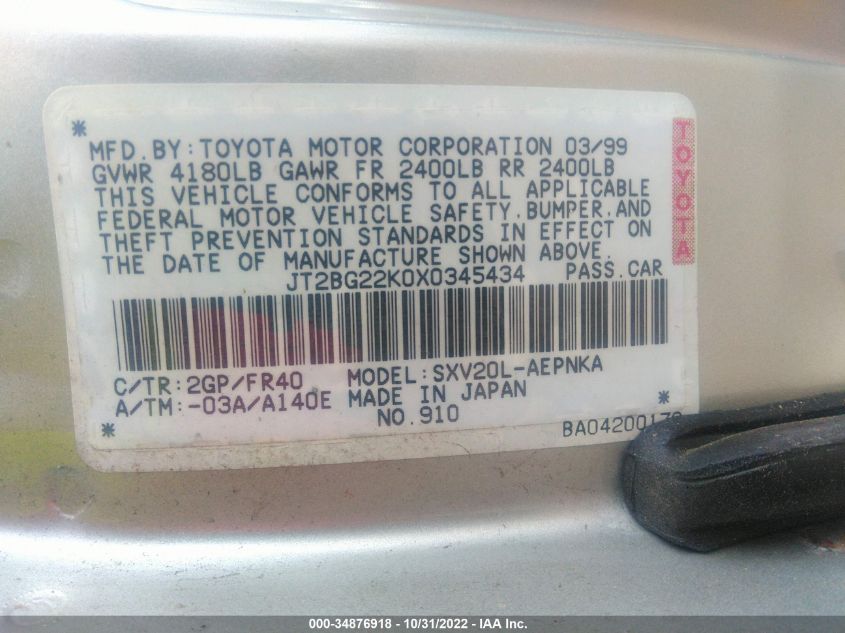 MFD.BY:TOYOTA MOTOR CORPORATION 03/99
GVWR 4180LB GAWR FR 2400LB RR 2400LB
THIS VEHICLE CONFORMS TO ALL APPLICABLE
FEDERAL MOTOR VEHICLE SAFETY,BUMPER,AND
THEFT PREVENTION STANDARDS IN EFFECT ON
THE DATE OF MANUFACTURE SHOWN ABOVE.
JT2BG22K0X0345434 PASS.CAR
TOYOTA
C/TR:2GP/FR40 MODEL:SXV20L-AEPNKA
A/TM:-03A/A140E MADE IN JAPAN
NO.910
000-34876918 - 10/31/2022 - IAA Inc.